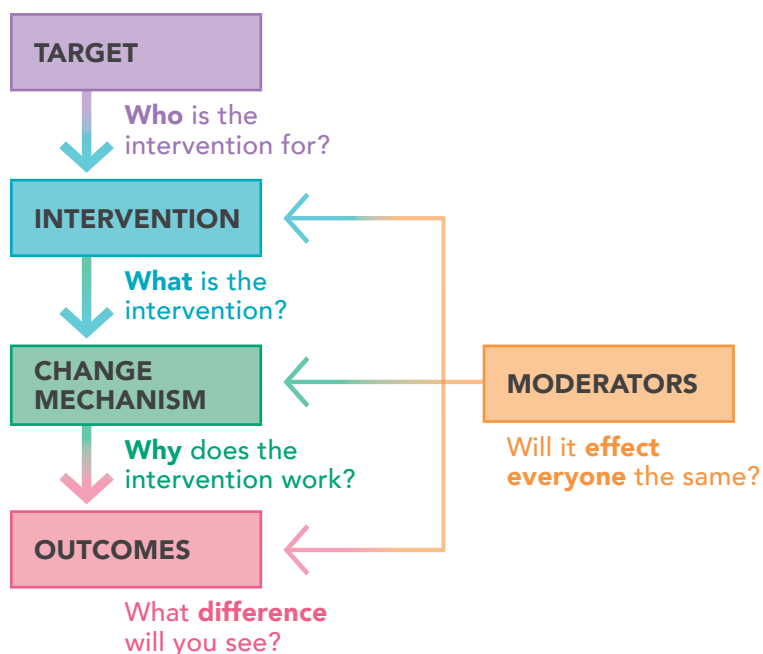 TARGET
Who is the
intervention for?
INTERVENTION
What is the
intervention?
CHANGE
MECHANISM
Why does the
intervention work?
OUTCOMES
What difference
will you see?
MODERATORS
Will it effect
everyone the same?